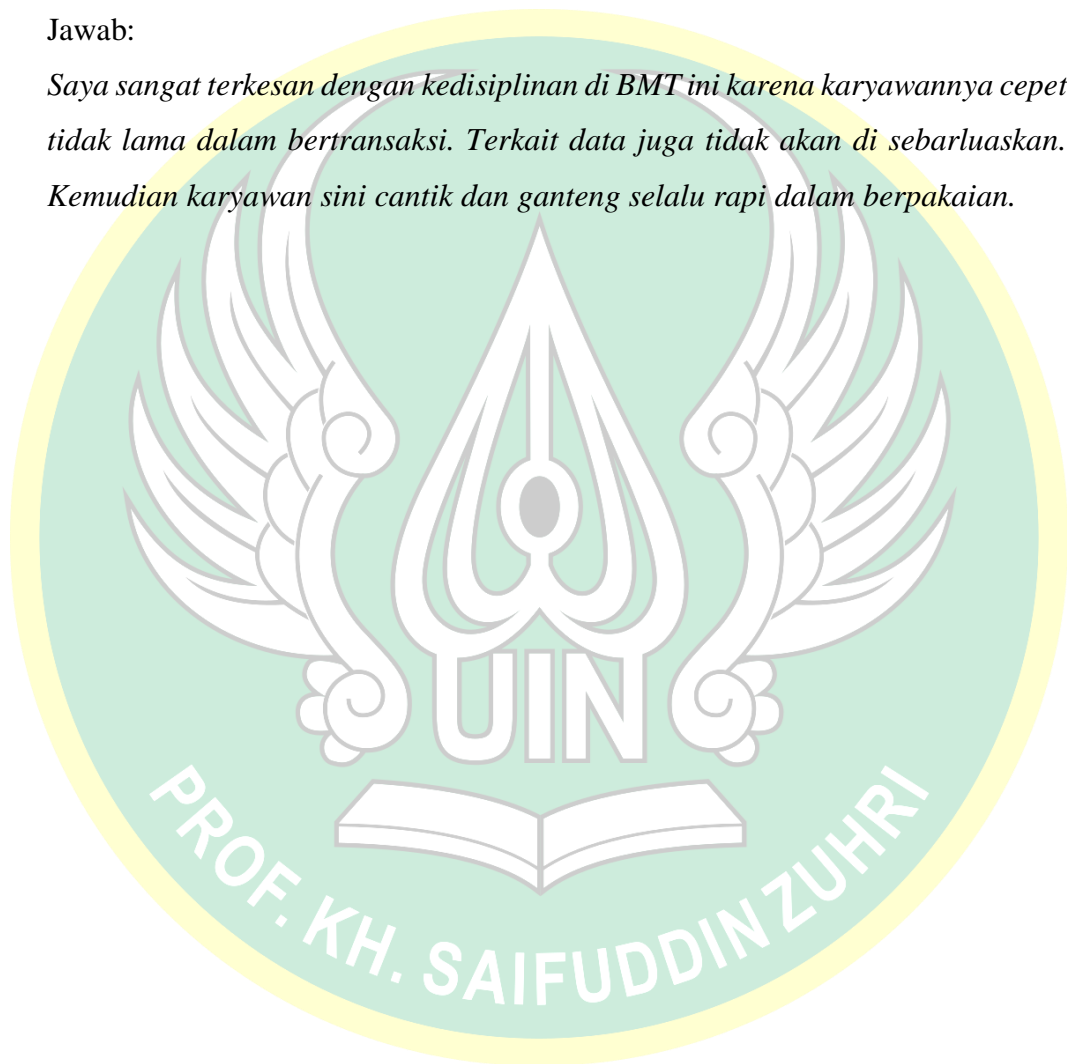 Jawab:
Saya sangat terkesan dengan kedisiplinan di BMT ini karena karyawannya cepet
tidak lama dalam bertransaksi. Terkait data juga tidak akan di sebarluaskan.
Kemudian karyawan sini cantik dan ganteng selalu rapi dalam berpakaian.
UIN
PROF. KH. SAIFUDDIN ZUHRI